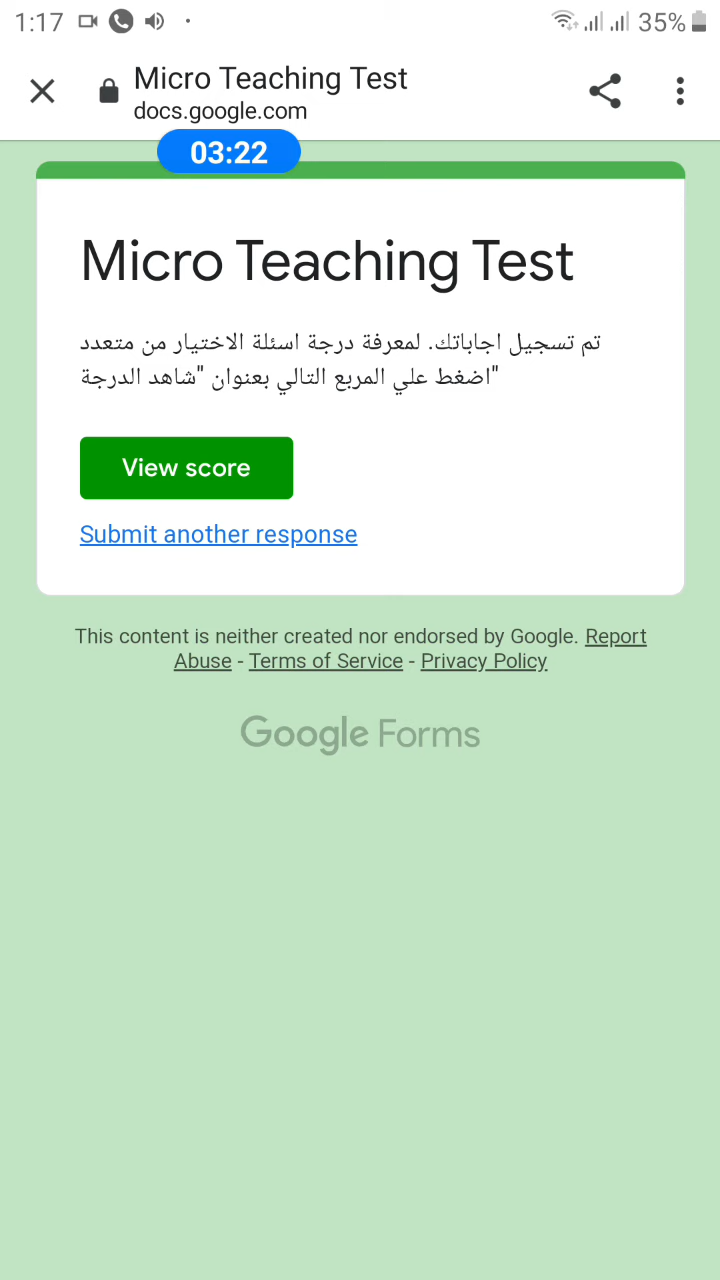 1:17
35%
Micro Teaching Test
docs.google.com
03:22
Micro Teaching Test
تم تسجيل اجاباتك. لمعرفة درجة اسئلة الاختيار من متعدد
اضغط علي المربع التالي بعنوان "شاهد الدرجة"
View score
Submit another response
This content is neither created nor endorsed by Google. Report
Abuse - Terms of Service - Privacy Policy
Google Forms